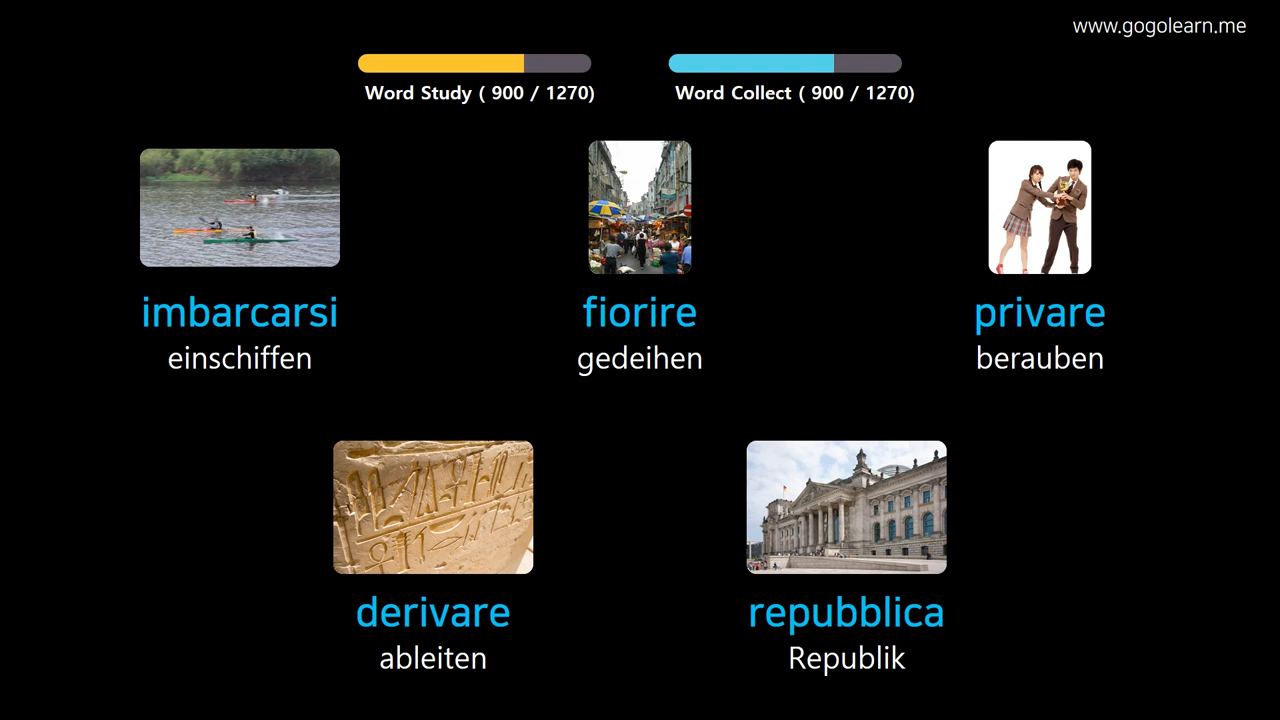 www.gogolearn.me
Word Study ( 900 / 1270)
Word Collect ( 900 / 1270)
imbarcarsi
einschiffen
fiorire
gedeihen
privare
berauben
derivare
ableiten
repubblica
Republik